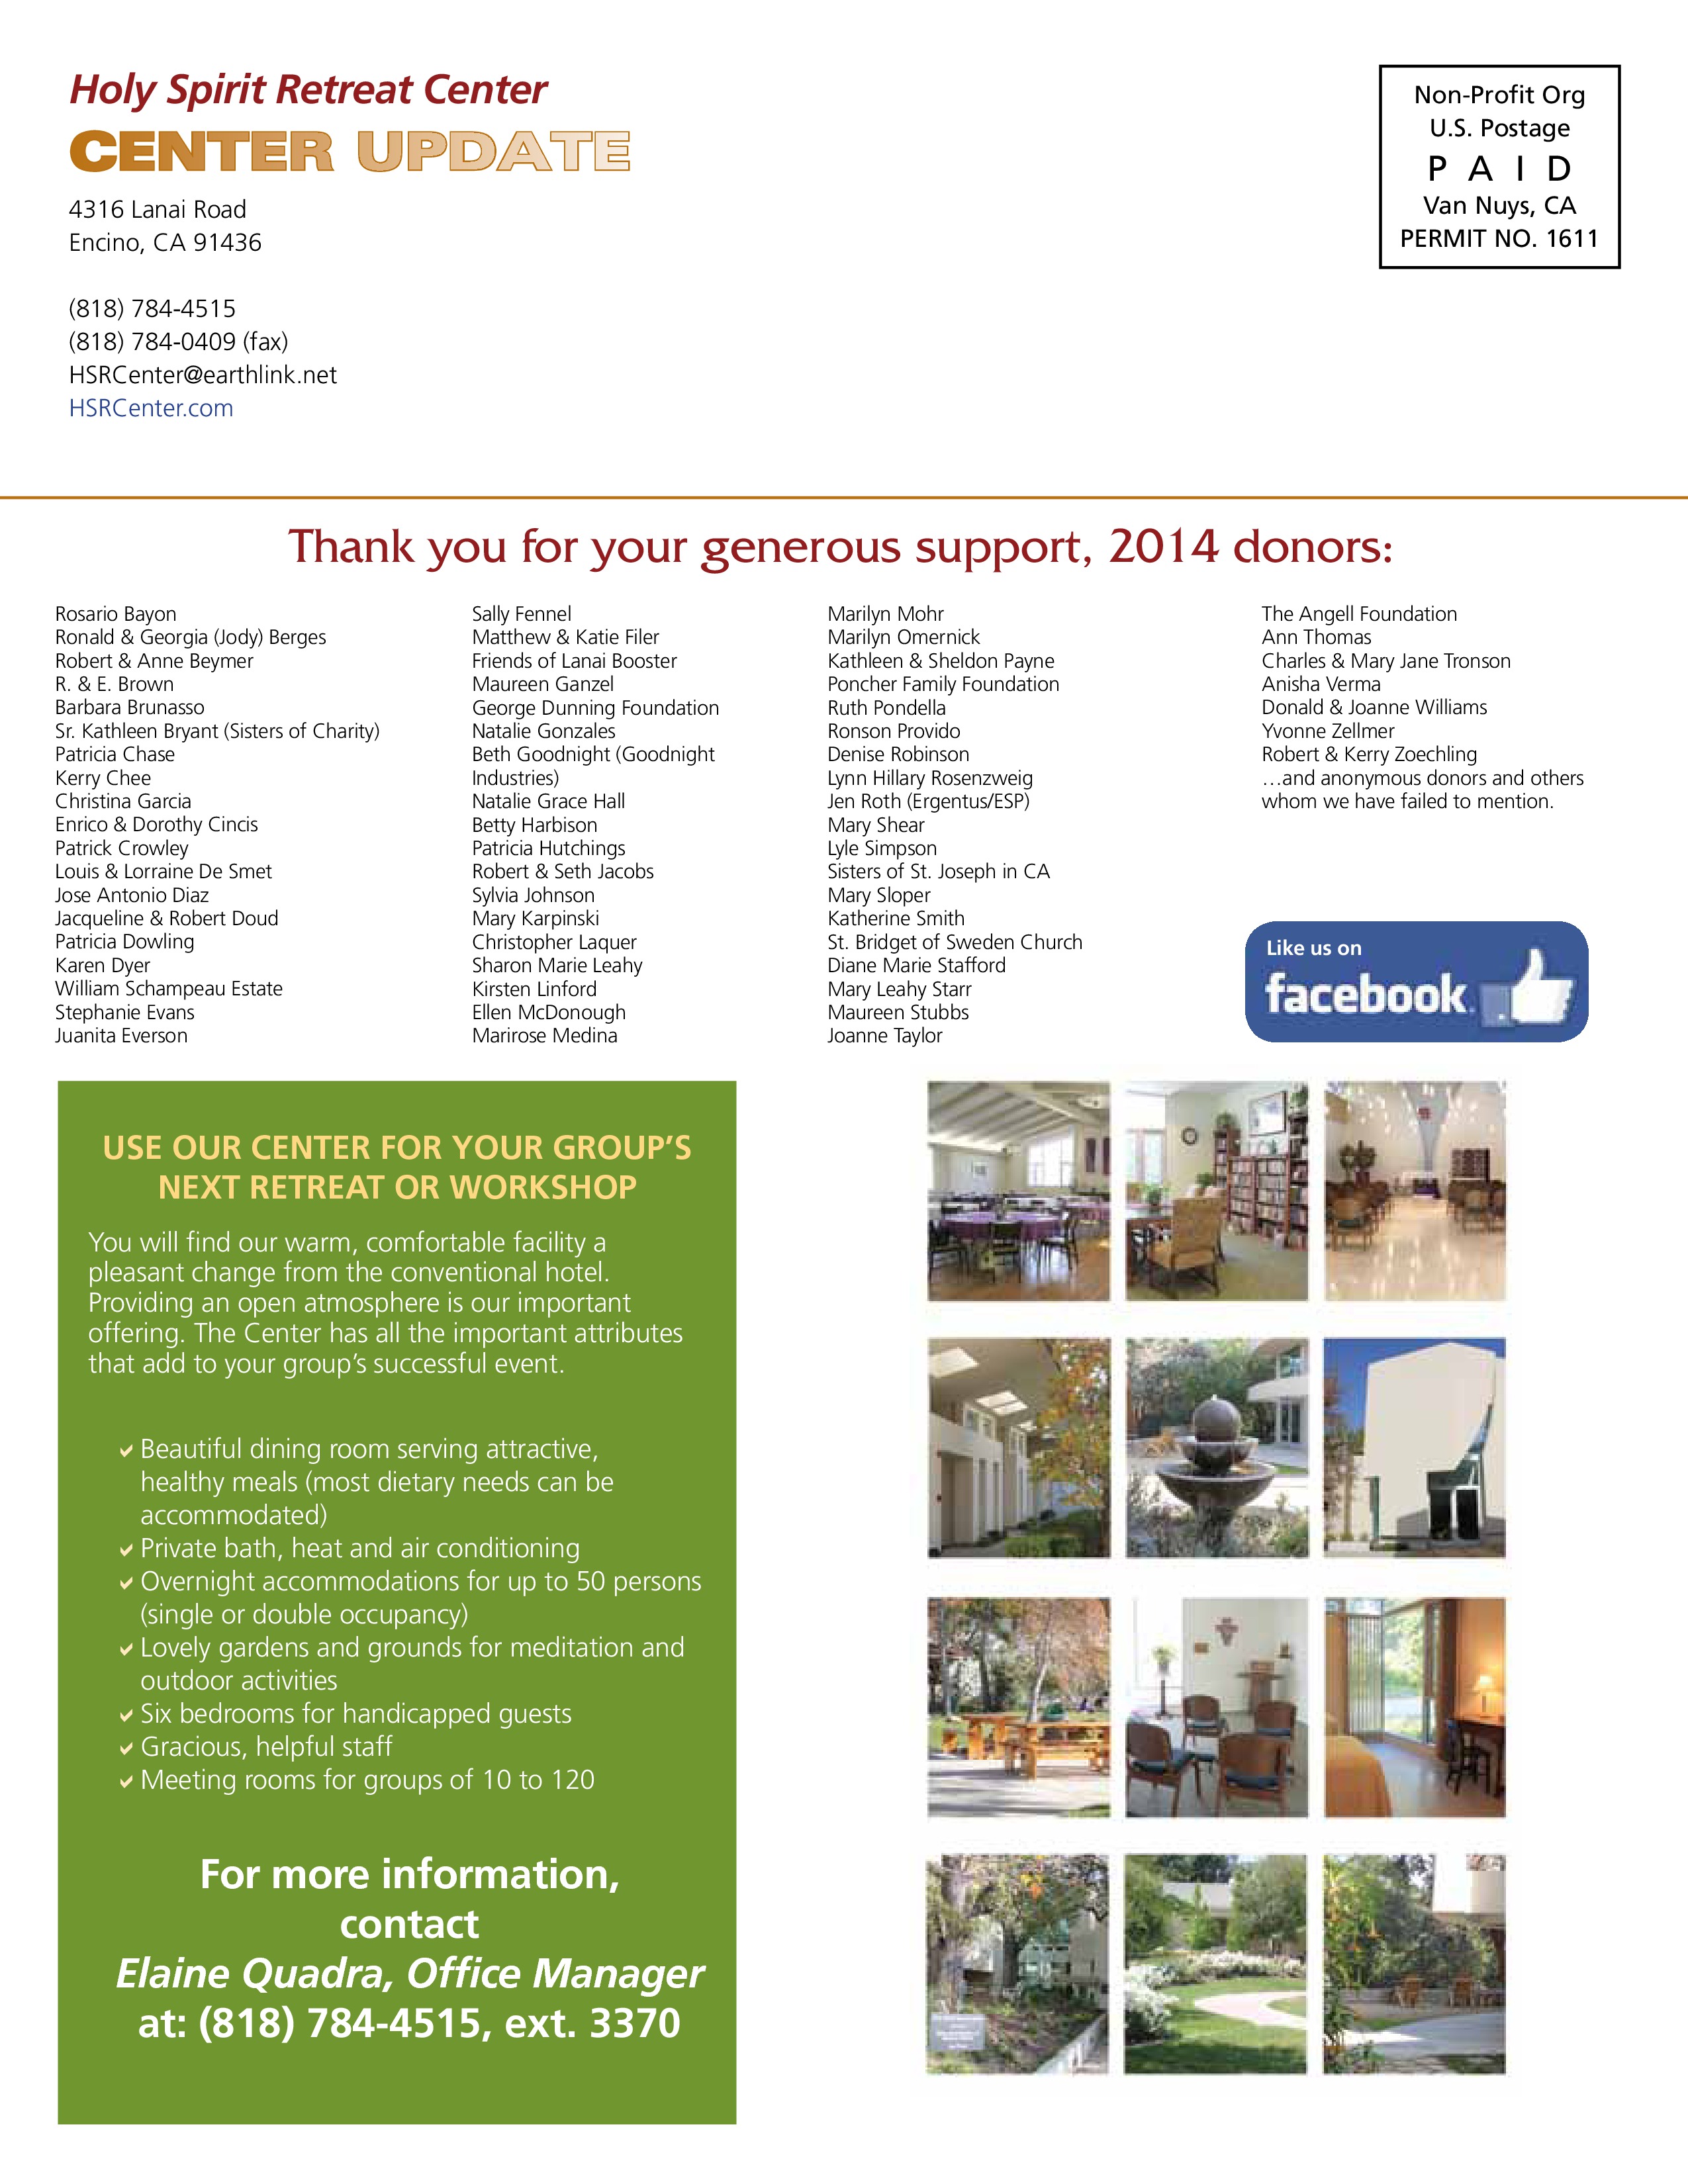 Holy Spirit Retreat Center
CENTER UPDATE
4316 Lanai Road
Encino, CA 91436
(818) 784-4515
(818) 784-0409 (fax)
HSRCenter@earthlink.net
HSRCenter.com
Non-Profit Org
U.S. Postage
P A I D
Van Nuys, CA
PERMIT NO. 1611
Thank you for your generous support, 2014 donors:
Rosario Bayon
Ronald & Georgia (Jody) Berges
Robert & Anne Beymer
R. & E. Brown
Barbara Brunasso
Sr. Kathleen Bryant (Sisters of Charity)
Patricia Chase
Kerry Chee
Christina Garcia
Enrico & Dorothy Cincis
Patrick Crowley
Louis & Lorraine De Smet
Jose Antonio Diaz
Jacqueline & Robert Doud
Patricia Dowling
Karen Dyer
William Schampeau Estate
Stephanie Evans
Juanita Everson
Sally Fennel
Matthew & Katie Filer
Friends of Lanai Booster
Maureen Ganzel
George Dunning Foundation
Natalie Gonzales
Beth Goodnight (Goodnight
Industries)
Natalie Grace Hall
Betty Harbison
Patricia Hutchings
Robert & Seth Jacobs
Sylvia Johnson
Mary Karpinski
Christopher Laquer
Sharon Marie Leahy
Kirsten Linford
Ellen McDonough
Marirose Medina
Marilyn Mohr
Marilyn Omernick
Kathleen & Sheldon Payne
Poncher Family Foundation
Ruth Pondella
Ronson Provido
Denise Robinson
Lynn Hillary Rosenzweig
Jen Roth (Ergentus/ESP)
Mary Shear
Lyle Simpson
Sisters of St. Joseph in CA
Mary Sloper
Katherine Smith
St. Bridget of Sweden Church
Diane Marie Stafford
Mary Leahy Starr
Maureen Stubbs
Joanne Taylor
The Angell Foundation
Ann Thomas
Charles & Mary Jane Tronson
Anisha Verma
Donald & Joanne Williams
Yvonne Zellmer
Robert & Kerry Zoechling
…and anonymous donors and others
whom we have failed to mention.
Like us on
facebook
USE OUR CENTER FOR YOUR GROUP’S
NEXT RETREAT OR WORKSHOP
You will find our warm, comfortable facility a
pleasant change from the conventional hotel.
Providing an open atmosphere is our important
offering. The Center has all the important attributes
that add to your group’s successful event.
Beautiful dining room serving attractive,
healthy meals (most dietary needs can be
accommodated)
Private bath, heat and air conditioning
Overnight accommodations for up to 50 persons
(single or double occupancy)
Lovely gardens and grounds for meditation and
outdoor activities
Six bedrooms for handicapped guests
Gracious, helpful staff
Meeting rooms for groups of 10 to 120
For more information,
contact
Elaine Quadra, Office Manager
at: (818) 784-4515, ext. 3370